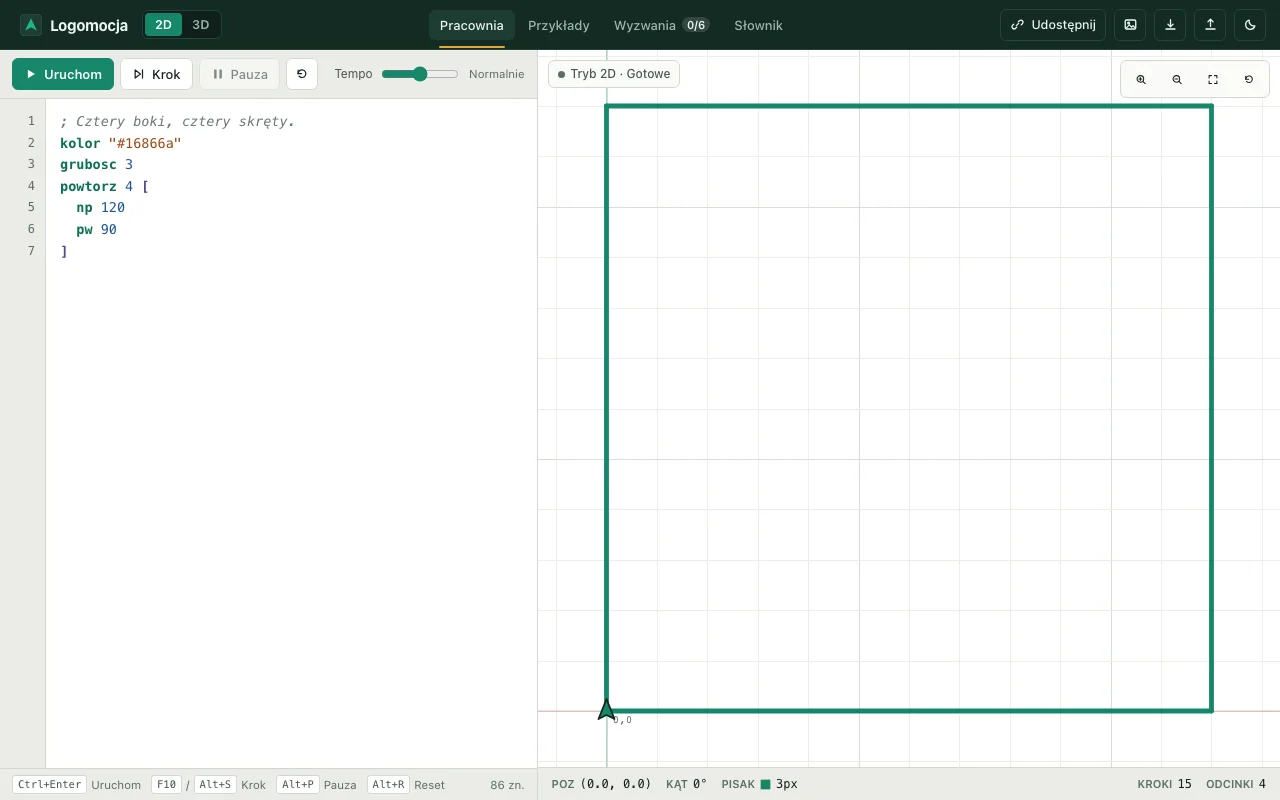 Logomocja 2D 3D Pracownia Przykłady Wyzwania 0/6 Słownik Udostępnij
Uruchom Krok Pauza Tempo Normalnie
Tryb 2D · Gotowe
1 ; Cztery boki, cztery skręty.
2 kolor "#16866a"
3 grubosc 3
4 powtorz 4 [
5 np 120
6 pw 90
7 ]
0,0
Ctrl+Enter Uruchom F10 / Alt+S Krok Alt+P Pauza Alt+R Reset 86 zn.
POZ (0.0, 0.0) KĄT 0° PISAK 3px KROKI 15 ODCINKI 4